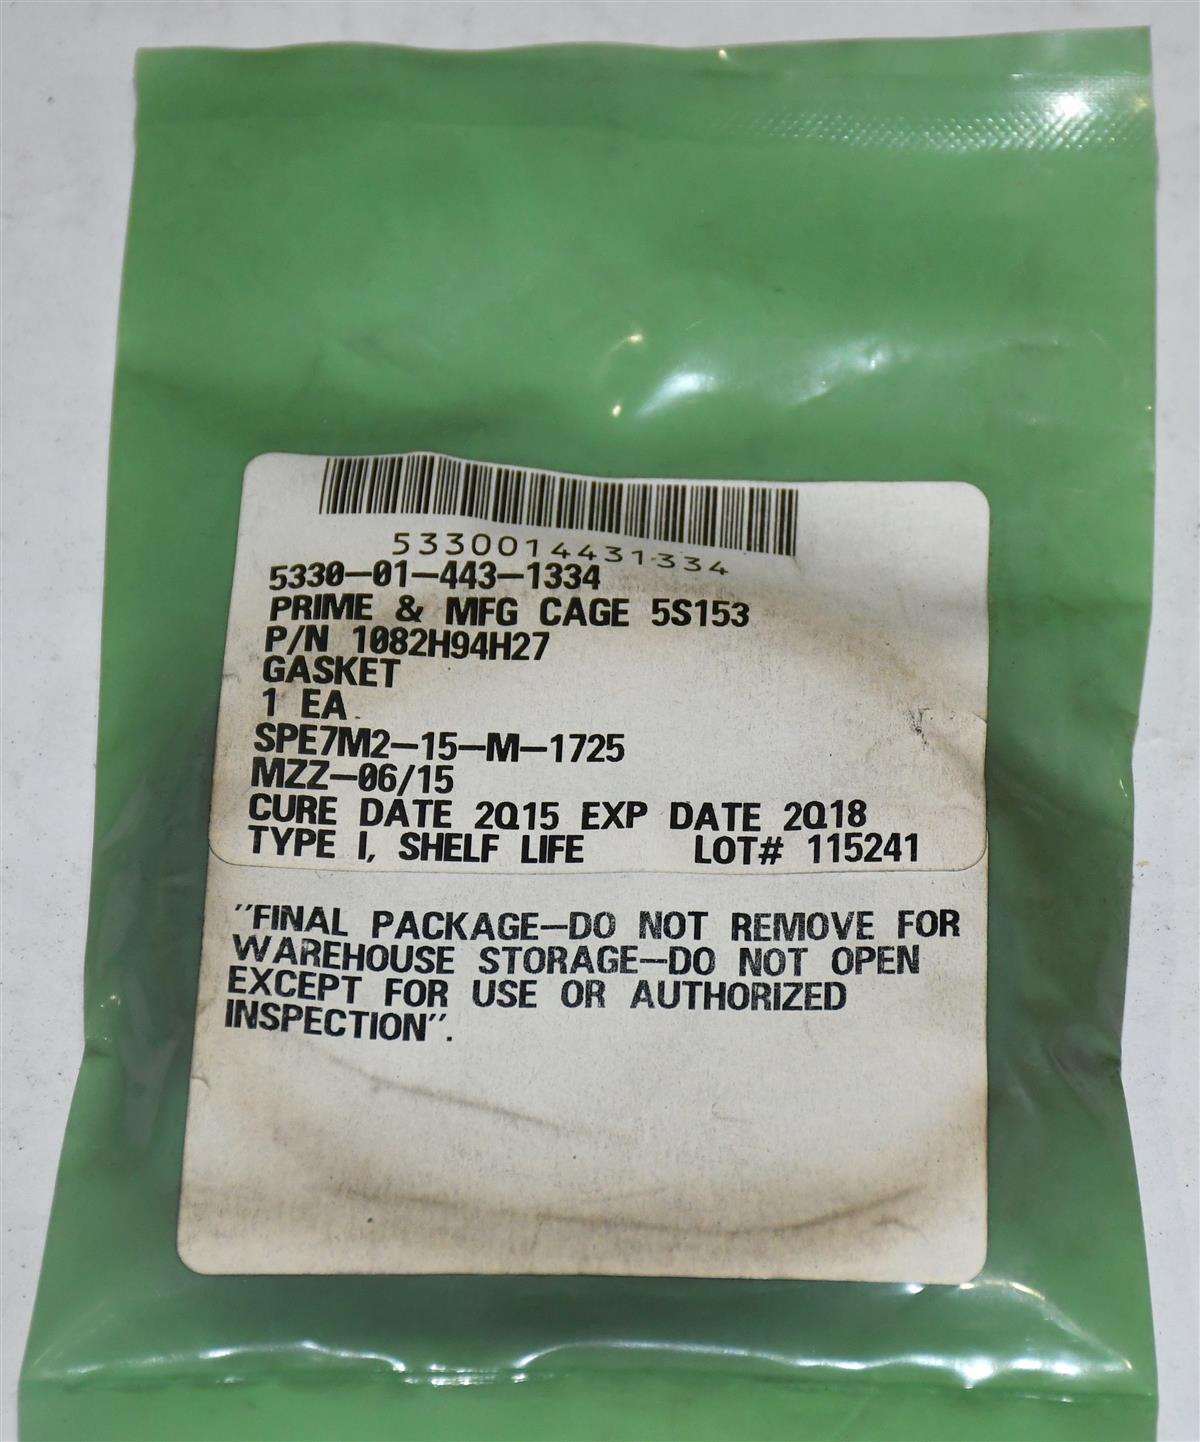 5330014431334
5330-01-443-1334
PRIME & MFG CAGE 5S153
P/N 1082H94H27
GASKET
1 EA
SPE7M2-15-M-1725
MZZ-06/15
CURE DATE 2Q15 EXP DATE 2Q18
TYPE I, SHELF LIFE LOT# 115241
"FINAL PACKAGE-DO NOT REMOVE FOR
WAREHOUSE STORAGE-DO NOT OPEN
EXCEPT FOR USE OR AUTHORIZED
INSPECTION".